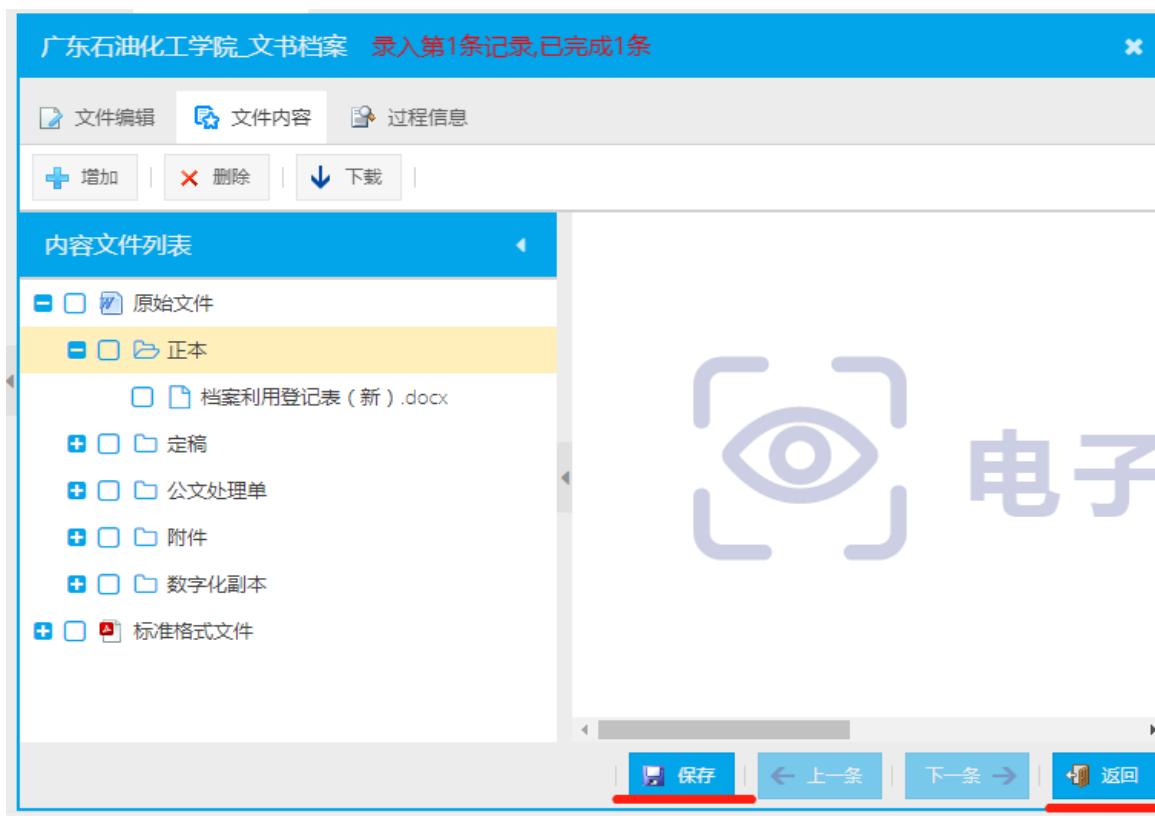 广东石油化工学院_文书档案 录入第1条记录,已完成1条
文件编辑 文件内容 过程信息
增加 删除 下载
内容文件列表
原始文件
正本
档案利用登记表（新）.docx
定稿
公文处理单
附件
数字化副本
标准格式文件
电子
保存 上一条 下一条 返回